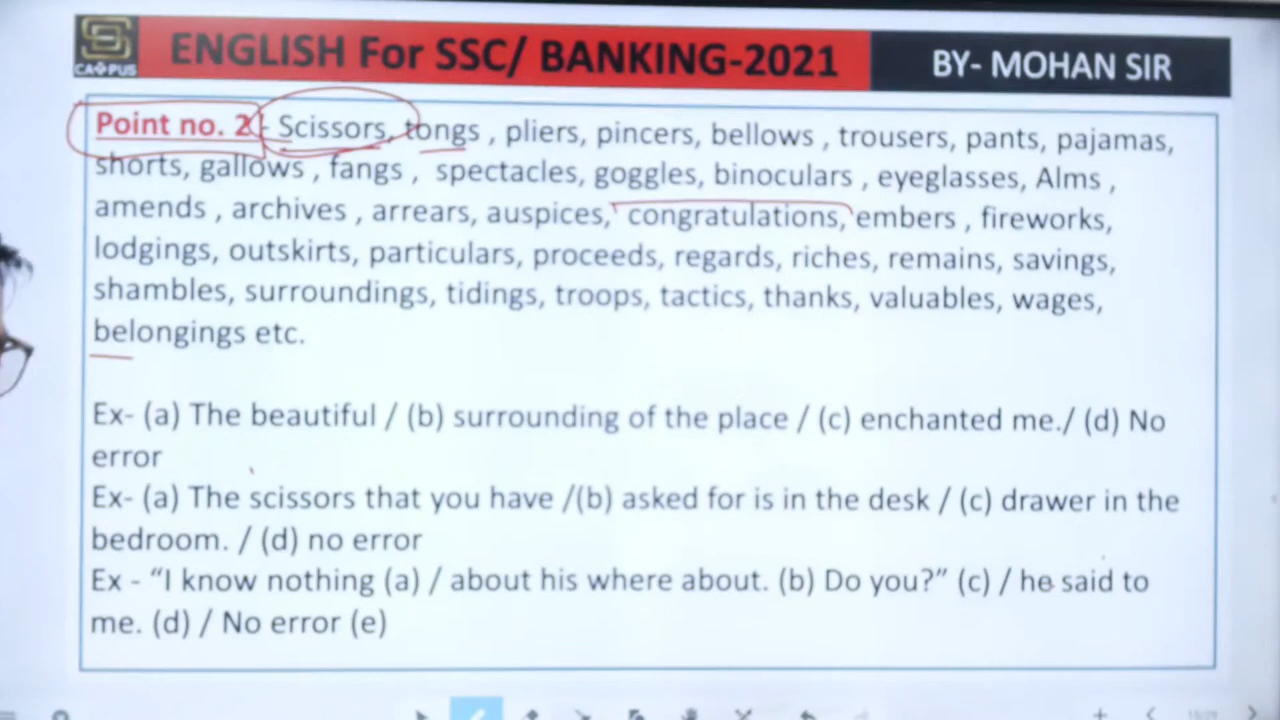 CAMPUS
ENGLISH For SSC/ BANKING-2021
BY- MOHAN SIR
Point no. 2 - Scissors, tongs , pliers, pincers, bellows , trousers, pants, pajamas,
shorts, gallows , fangs , spectacles, goggles, binoculars , eyeglasses, Alms ,
amends , archives , arrears, auspices, congratulations, embers , fireworks,
lodgings, outskirts, particulars, proceeds, regards, riches, remains, savings,
shambles, surroundings, tidings, troops, tactics, thanks, valuables, wages,
belongings etc.
Ex- (a) The beautiful / (b) surrounding of the place / (c) enchanted me./ (d) No
error
Ex- (a) The scissors that you have /(b) asked for is in the desk / (c) drawer in the
bedroom. / (d) no error
Ex - “I know nothing (a) / about his where about. (b) Do you?” (c) / he said to
me. (d) / No error (e)